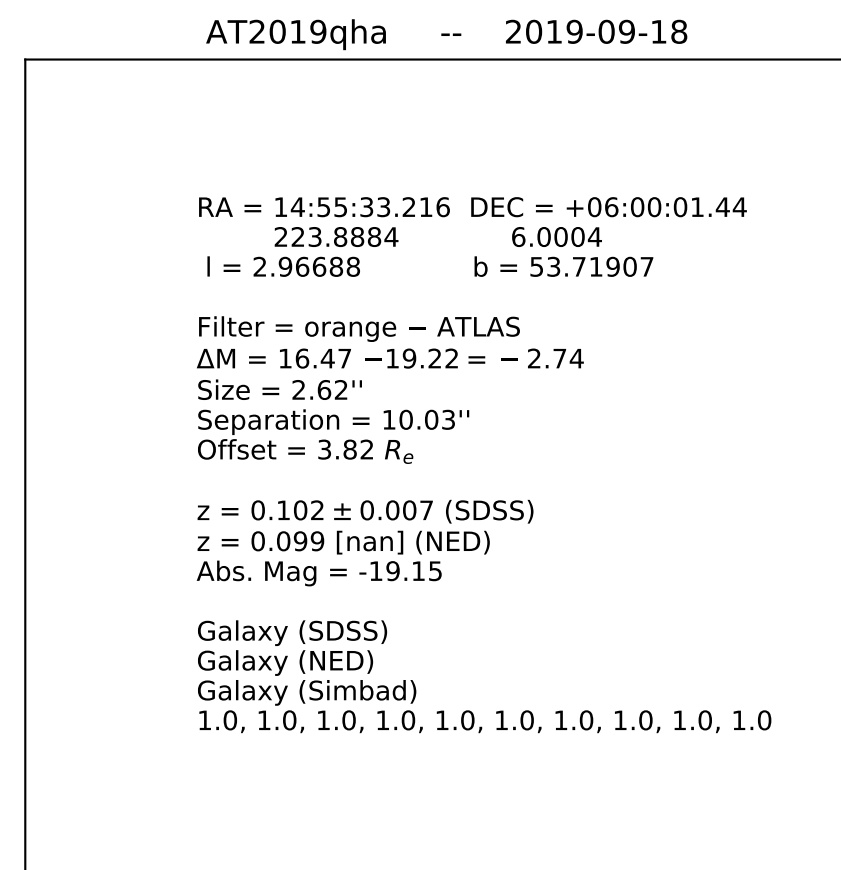 AT2019qha -- 2019-09-18
RA = 14:55:33.216 DEC = +06:00:01.44
223.8884 6.0004
l = 2.96688 b = 53.71907
Filter = orange − ATLAS
ΔM = 16.47 −19.22 = − 2.74
Size = 2.62''
Separation = 10.03''
Offset = 3.82 Re
z = 0.102 ± 0.007 (SDSS)
z = 0.099 [nan] (NED)
Abs. Mag = -19.15
Galaxy (SDSS)
Galaxy (NED)
Galaxy (Simbad)
1.0, 1.0, 1.0, 1.0, 1.0, 1.0, 1.0, 1.0, 1.0, 1.0